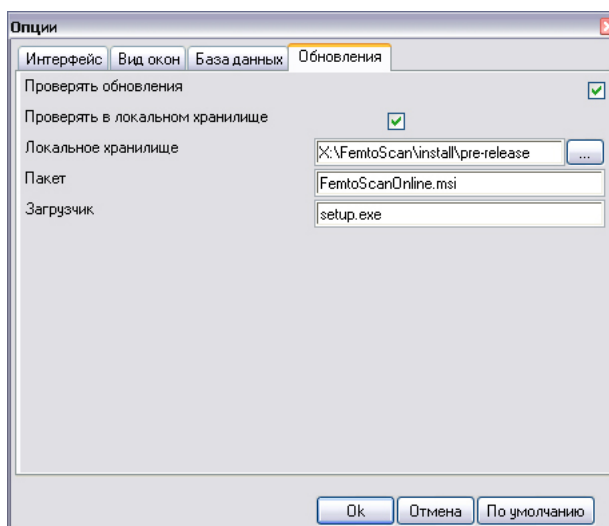 Опции
Интерфейс Вид окон База данных Обновления
Проверять обновления
Проверять в локальном хранилище
Локальное хранилище X:\FemtoScan\install\pre-release ...
Пакет FemtoScanOnline.msi
Загрузчик setup.exe
Ok Отмена По умолчанию